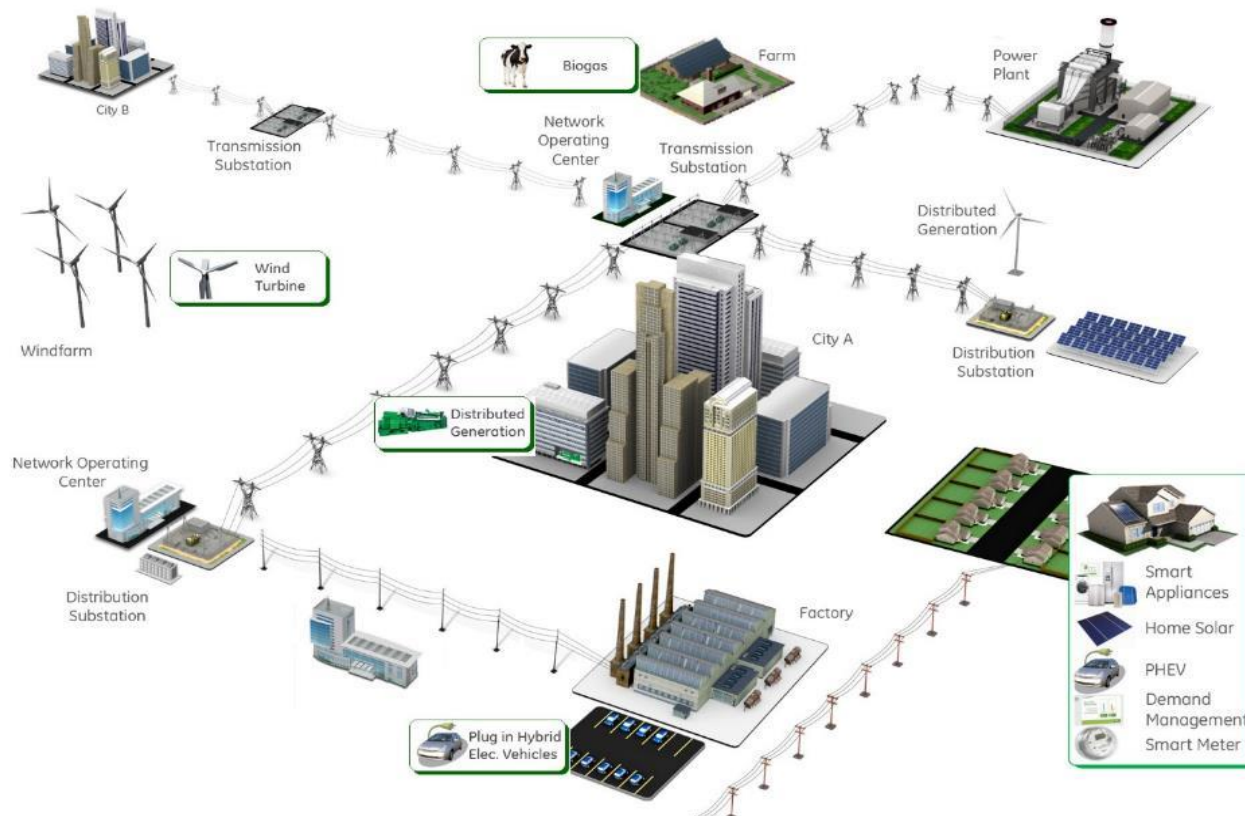 City B
Transmission
Substation
Biogas
Farm
Network
Operating
Center
Transmission
Substation
Power
Plant
Distributed
Generation
Wind
Turbine
Windfarm
City A
Distribution
Substation
Distributed
Generation
Network Operating
Center
Distribution
Substation
Factory
Plug in Hybrid
Elec. Vehicles
Smart
Appliances
Home Solar
PHEV
Demand
Management
Smart Meter